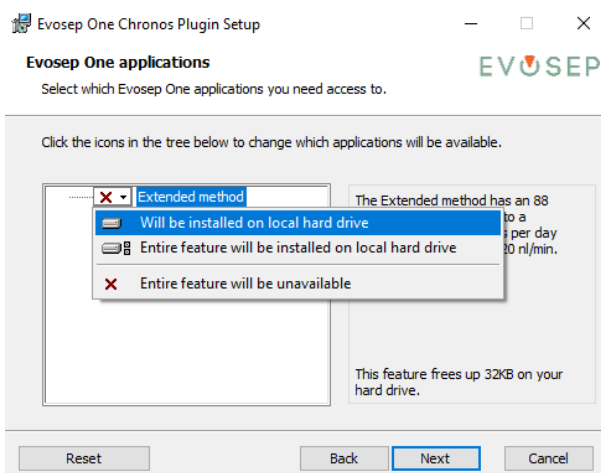 Evosep One Chronos Plugin Setup
Evosep One applications
EVOSEP
Select which Evosep One applications you need access to.
Click the icons in the tree below to change which applications will be available.
Extended method
The Extended method has an 88
Will be installed on local hard drive
to a
Entire feature will be installed on local hard drive
per day
20 nl/min.
Entire feature will be unavailable
This feature frees up 32KB on your
hard drive.
Reset
Back
Next
Cancel